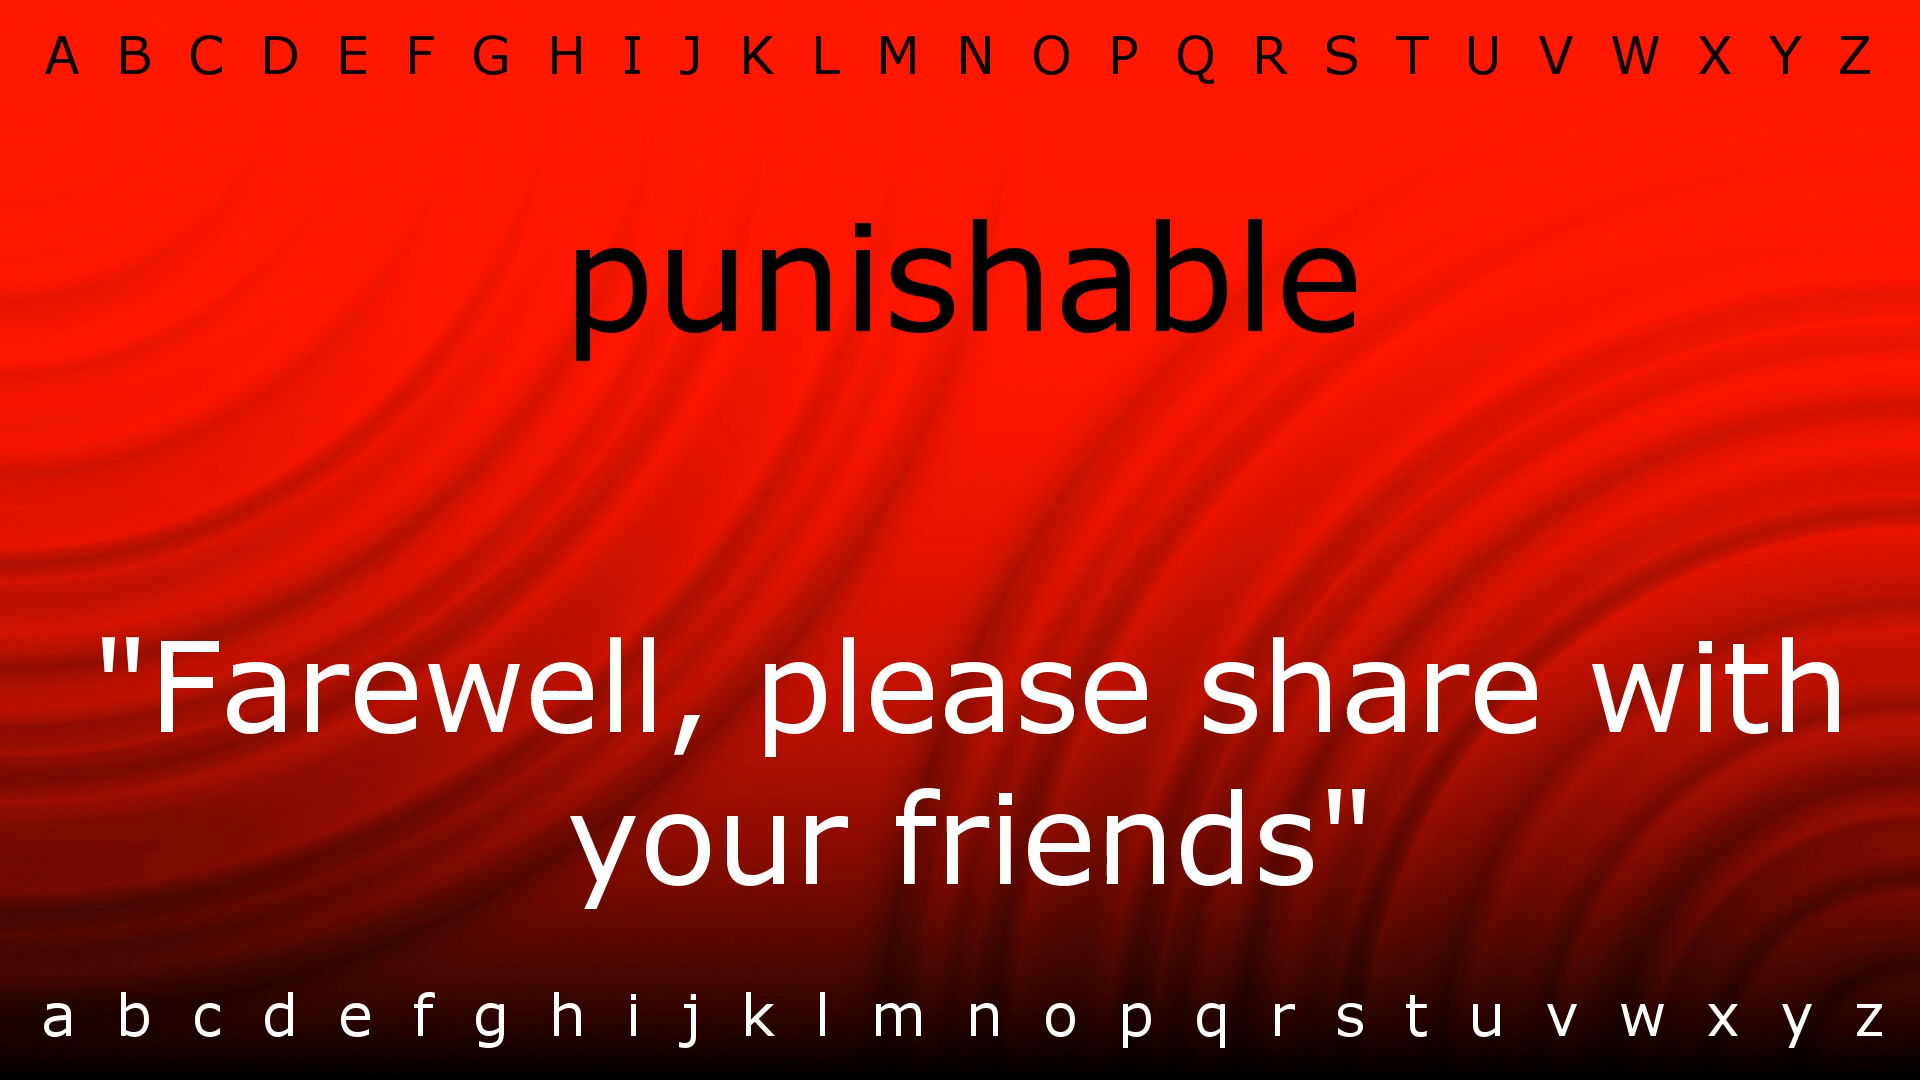 A B C D E F G H I J K L M N O P Q R S T U V W X Y Z
punishable
"Farewell, please share with
your friends"
a b c d e f g h i j k l m n o p q r s t u v w x y z